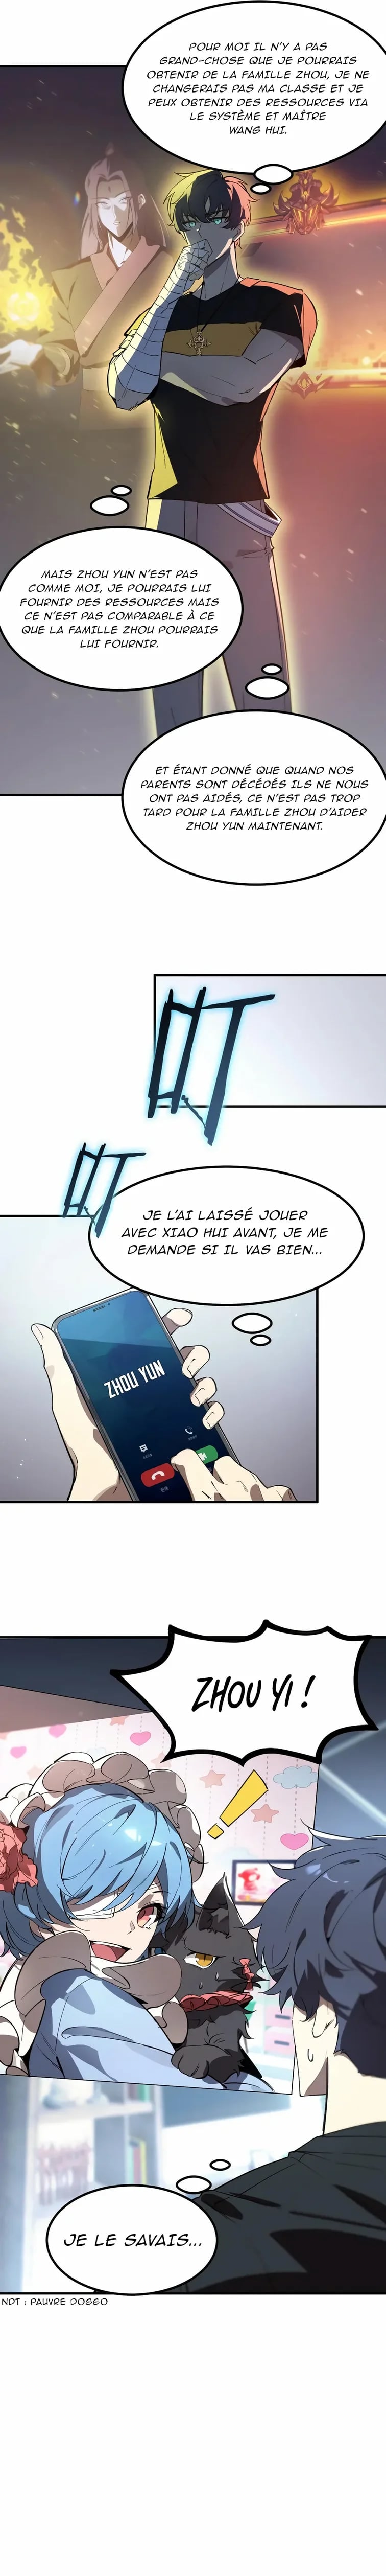 POUR MOI IL N'Y A PAS
GRAND-CHOSE QUE JE POURRAIS
OBTENIR DE LA FAMILLE ZHOU, JE NE
CHANGERAIS PAS MA CLASSE ET JE
PEUX OBTENIR DES RESSOURCES VIA
LE SYSTÈME ET MAÎTRE
WANG HUI.
MAIS ZHOU YUN N'EST PAS
COMME MOI, JE POURRAIS LUI
FOURNIR DES RESSOURCES MAIS
CE N'EST PAS COMPARABLE À CE
QUE LA FAMILLE ZHOU POURRAIS
LUI FOURNIR.
ET ÉTANT DONNÉ QUE QUAND NOS
PARENTS SONT DÉCÉDÉS ILS NE NOUS
ONT PAS AIDÉS, CE N'EST PAS TROP
TARD POUR LA FAMILLE ZHOU D'AIDER
ZHOU YUN MAINTENANT.
JE L'AI LAISSÉ JOUER
AVEC XIAO HUI AVANT, JE ME
DEMANDE SI IL VAS BIEN...
ZHOU YUN
ZHOU YI !
JE LE SAVAIS...
NDT : PAUVRE DOGGO